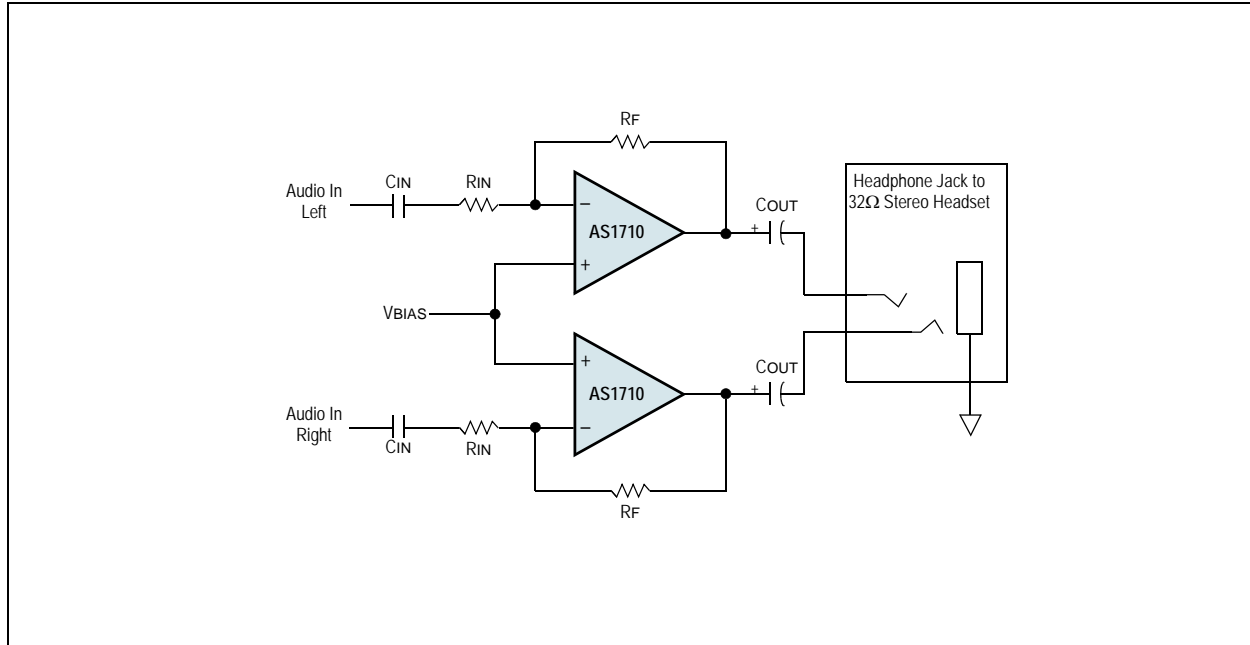 RF
CIN
RIN
Audio In
Left
−
AS1710
+
COUT
+
Headphone Jack to
32Ω Stereo Headset
VBIAS
+
AS1710
−
COUT
+
Audio In
Right
CIN
RIN
RF